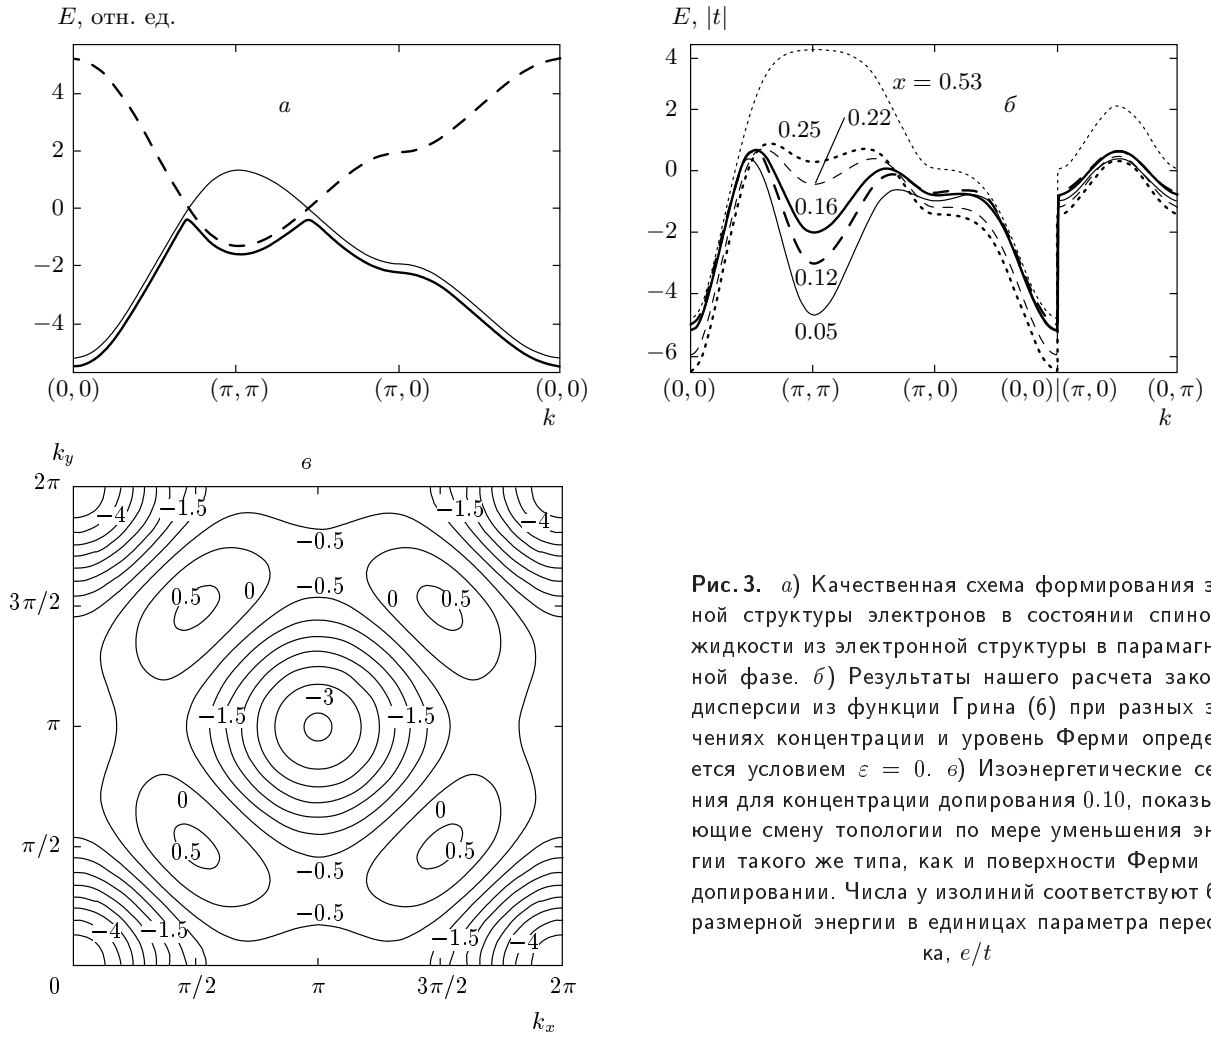 E, отн. ед.
а
4
2
0
−2
−4
(0,0)
(π, π)
(π, 0)
(0,0)
k
E, |t|
x = 0.53
б
4
2
0
−2
−4
−6
0.25
0.22
0.16
0.12
0.05
(0,0)
(π, π)
(π, 0)
(0,0)|(π,0)
(0, π)
k
k_y
в
2π
3π/2
π
π/2
0
−4
−1.5
−1.5
−4
−0.5
−0.5
0.5
0
0
0.5
−3
−1.5
−1.5
0
0
0.5
0.5
−0.5
−0.5
−4
−1.5
−1.5
−4
π/2
π
3π/2
2π
k_x
Рис. 3. а) Качественная схема формирования з
ной структуры электронов в состоянии спино
жидкости из электронной структуры в парамагн
ной фазе. б) Результаты нашего расчета зако
дисперсии из функции Грина (6) при разных з
чениях концентрации и уровень Ферми опреде
ется условием ε = 0. в) Изоэнергетические се
ния для концентрации допирования 0.10, показы
ющие смену топологии по мере уменьшения эн
гии такого же типа, как и поверхности Ферми
допировании. Числа у изолиний соответствуют б
размерной энергии в единицах параметра перес
ка, e/t